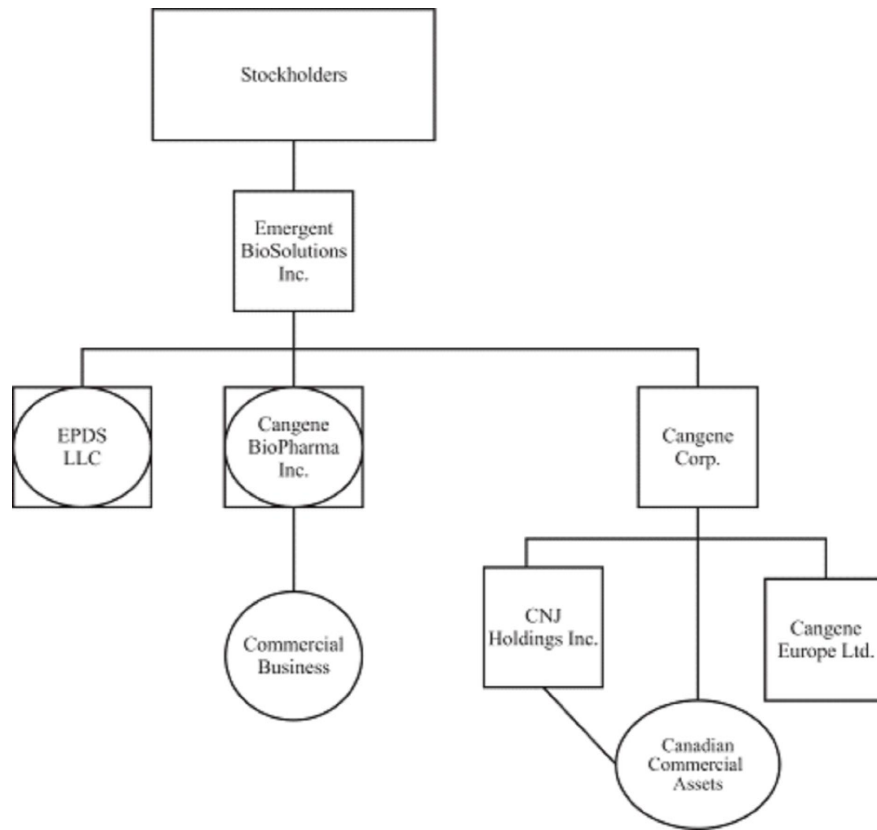 Stockholders
Emergent
BioSolutions
Inc.
EPDS
LLC
Cangene
BioPharma
Inc.
Cangene
Corp.
Commercial
Business
CNJ
Holdings Inc.
Cangene
Europe Ltd.
Canadian
Commercial
Assets